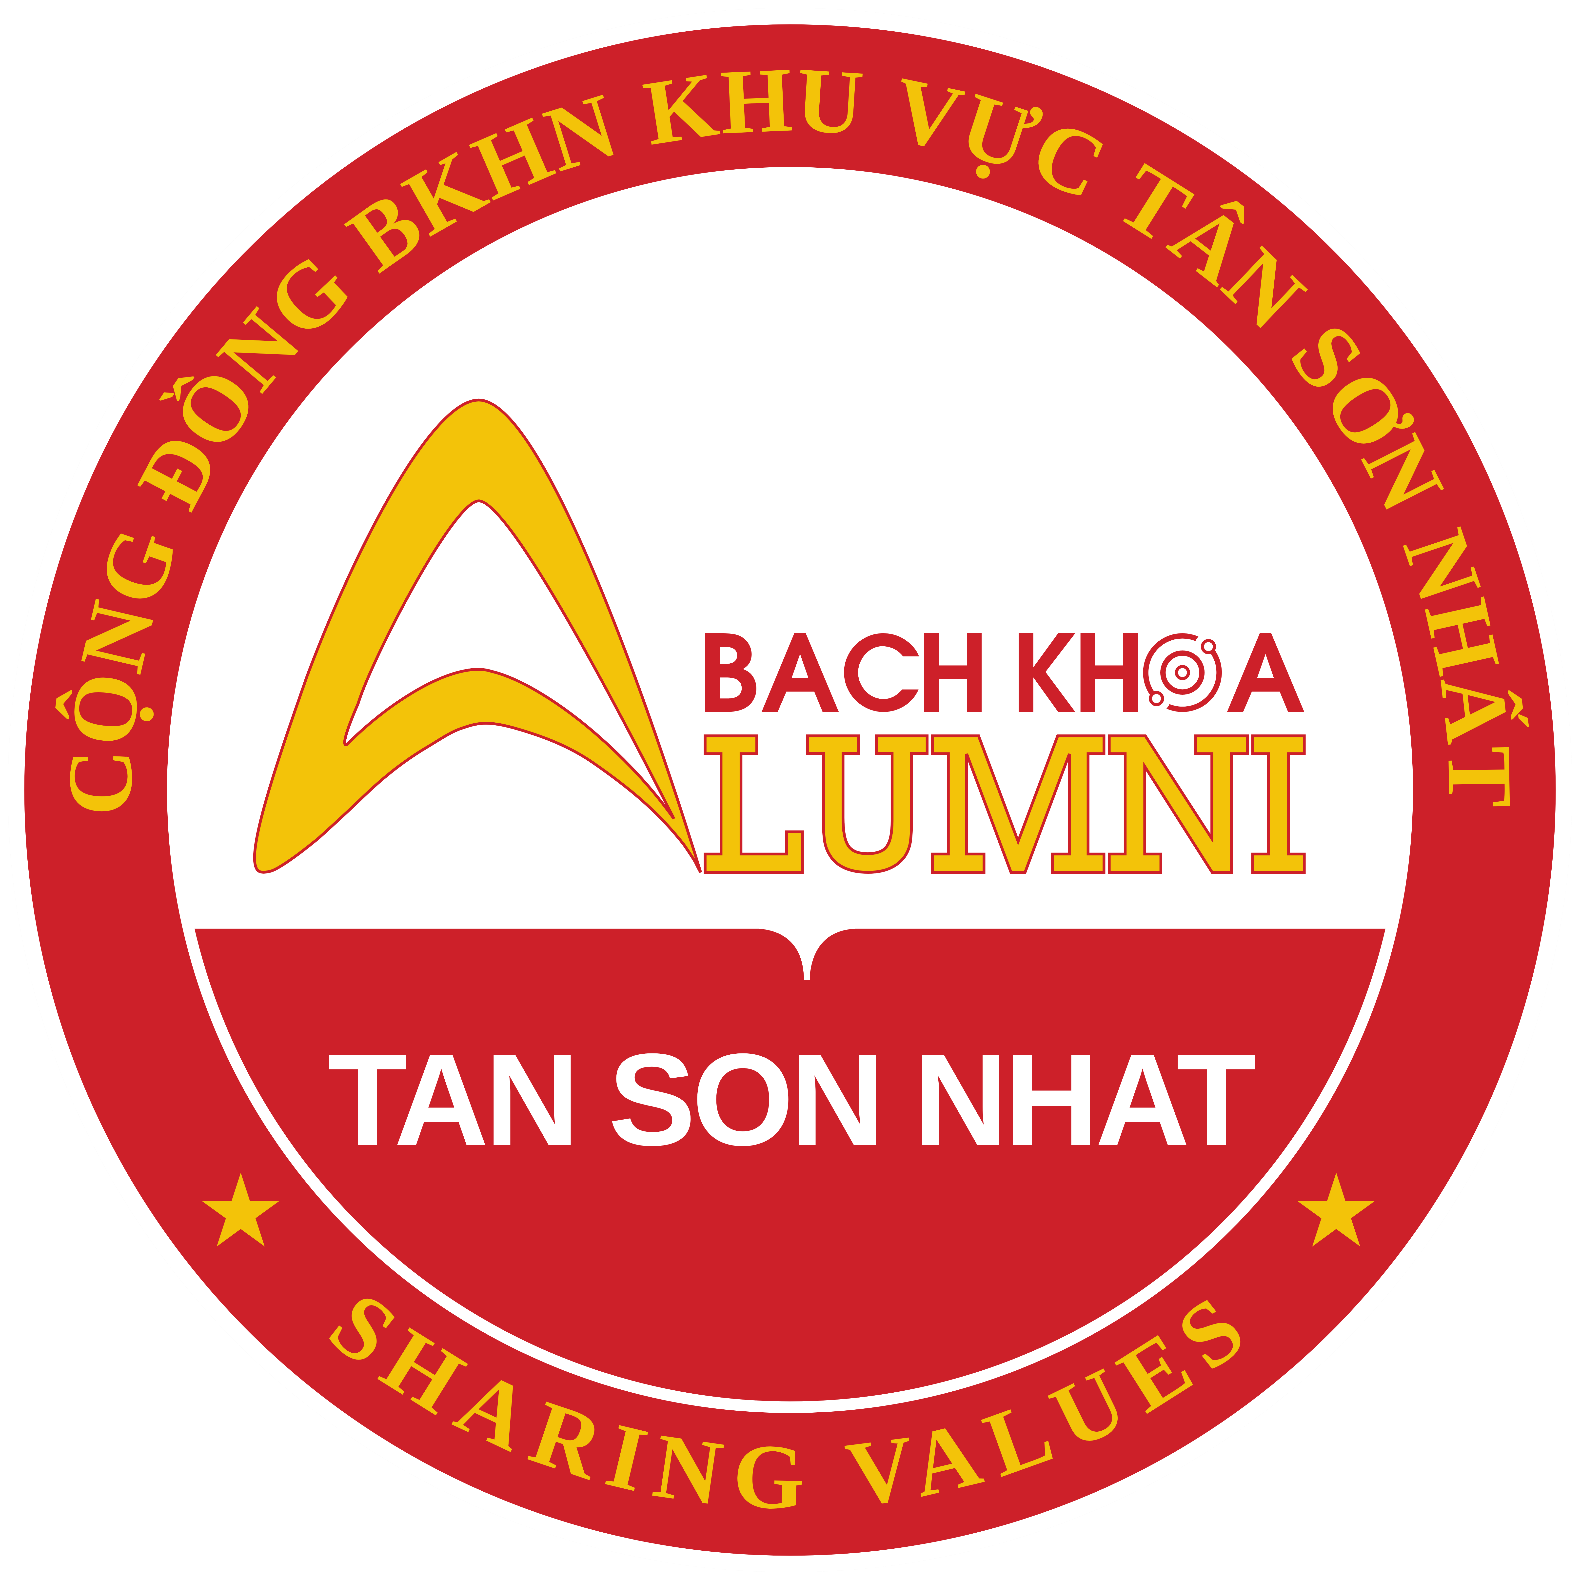 CỘNG ĐỒNG BKHN KHU VỰC TÂN SƠN NHẤT
BACH KHOA
ALUMNI
TAN SON NHAT
SHARING VALUES